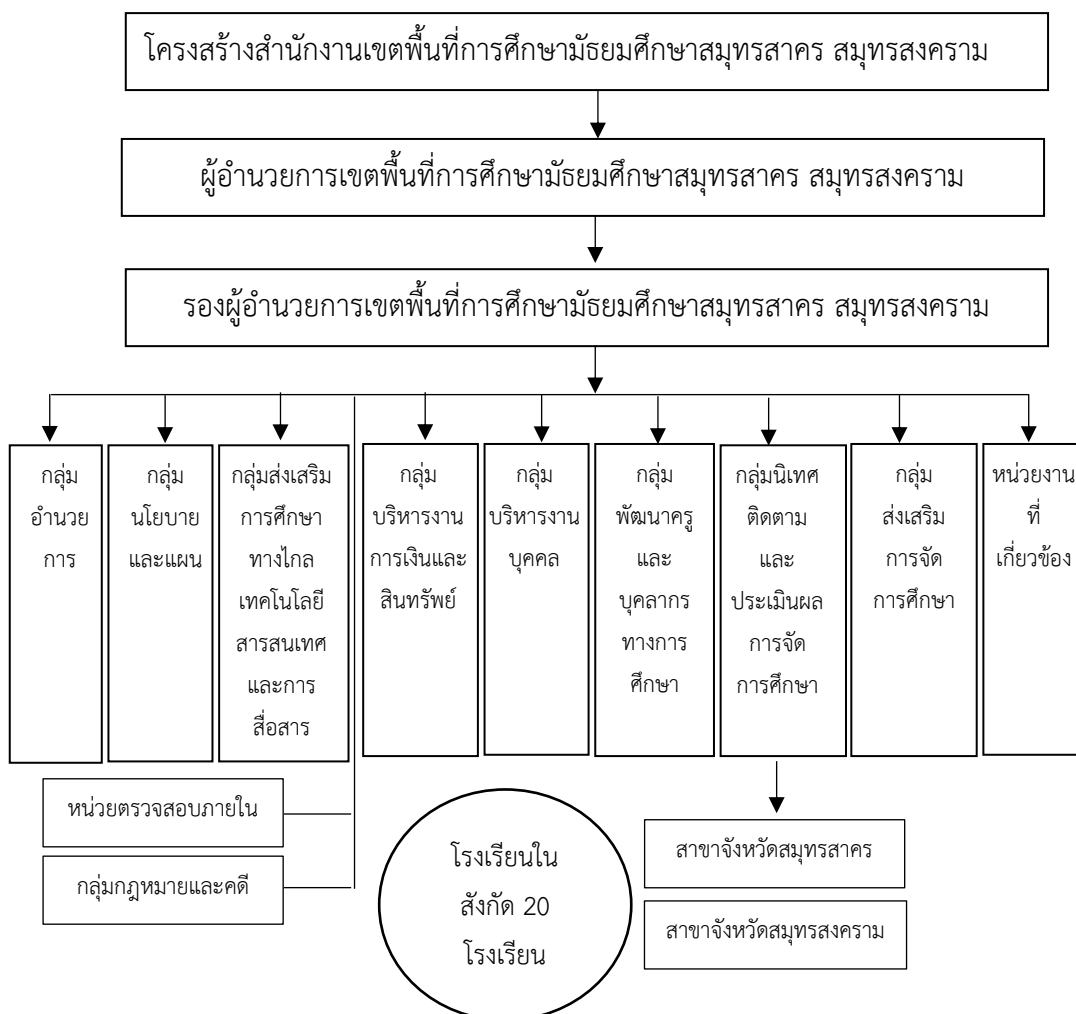 โครงสร้างสำนักงานเขตพื้นที่การศึกษามัธยมศึกษาสมุทรสาคร สมุทรสงคราม
ผู้อำนวยการเขตพื้นที่การศึกษามัธยมศึกษาสมุทรสาคร สมุทรสงคราม
รองผู้อำนวยการเขตพื้นที่การศึกษามัธยมศึกษาสมุทรสาคร สมุทรสงคราม
กลุ่ม
อำนวย
การ
กลุ่ม
นโยบาย
และแผน
กลุ่มส่งเสริม
การศึกษา
ทางไกล
เทคโนโลยี
สารสนเทศ
และการ
สื่อสาร
กลุ่ม
บริหารงาน
การเงินและ
สินทรัพย์
กลุ่ม
บริหารงาน
บุคคล
กลุ่ม
พัฒนาครู
และ
บุคลากร
ทางการ
ศึกษา
กลุ่มนิเทศ
ติดตาม
และ
ประเมินผล
การจัด
การศึกษา
กลุ่ม
ส่งเสริม
การจัด
การศึกษา
หน่วยงาน
ที่
เกี่ยวข้อง
หน่วยตรวจสอบภายใน
กลุ่มกฎหมายและคดี
โรงเรียนใน
สังกัด 20
โรงเรียน
สาขาจังหวัดสมุทรสาคร
สาขาจังหวัดสมุทรสงคราม